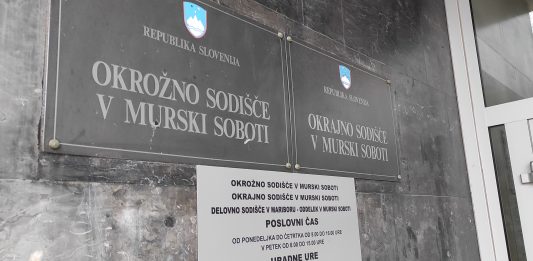 REPUBLIKA SLOVENIJA
OKROŽNO SODIŠČE
V MURSKI SOBOTI
REPUBLIKA SLOVENIJA
OKRAJNO SODIŠČE
V MURSKI SOBOTI
OKROŽNO SODIŠČE V MURSKI SOBOTI
OKRAJNO SODIŠČE V MURSKI SOBOTI
DELOVNO SODIŠČE V MARIBORU - ODDELEK V MURSKI SOBOTI
POSLOVNI ČAS
OD PONEDELJKA DO ČETRTKA OD 8.00 DO 15.00 URE
V PETEK OD 8.00 DO 15.00 URE
URADNE URE